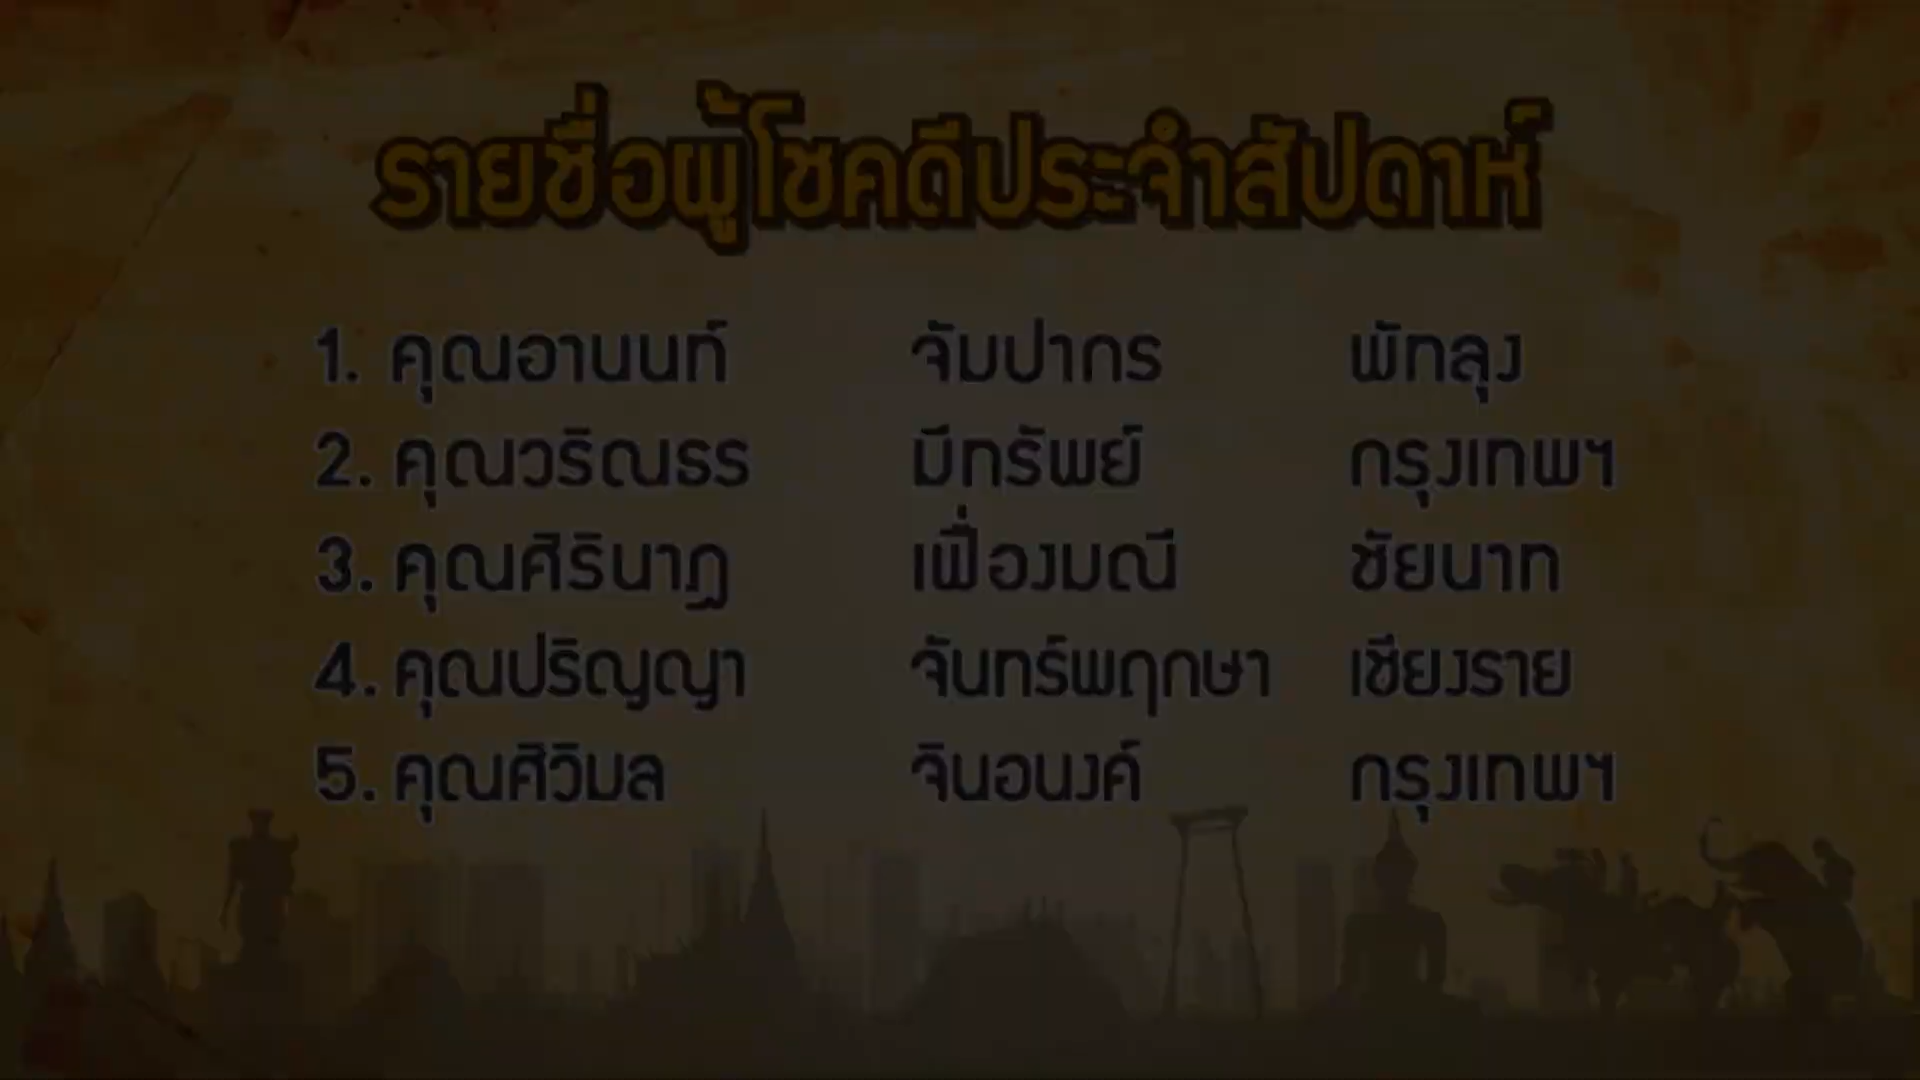 รายชื่อผู้โชคดีประจำสัปดาห์
1. คุณอานนท์ จัมปากร พัทลุง
2. คุณวริณธร มีทรัพย์ กรุงเทพฯ
3. คุณศิรินาฏ เฟื่องมณี ชัยนาท
4. คุณปริญญา จันทร์พฤกษา เชียงราย
5. คุณศิวิมล จินอนงค์ กรุงเทพฯ